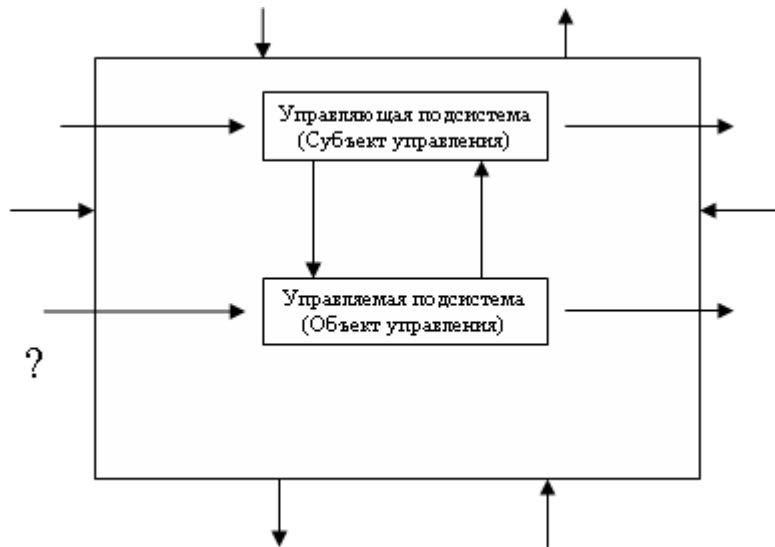 Управляющая подсистема
(Субъект управления)
Управляемая подсистема
(Объект управления)
?